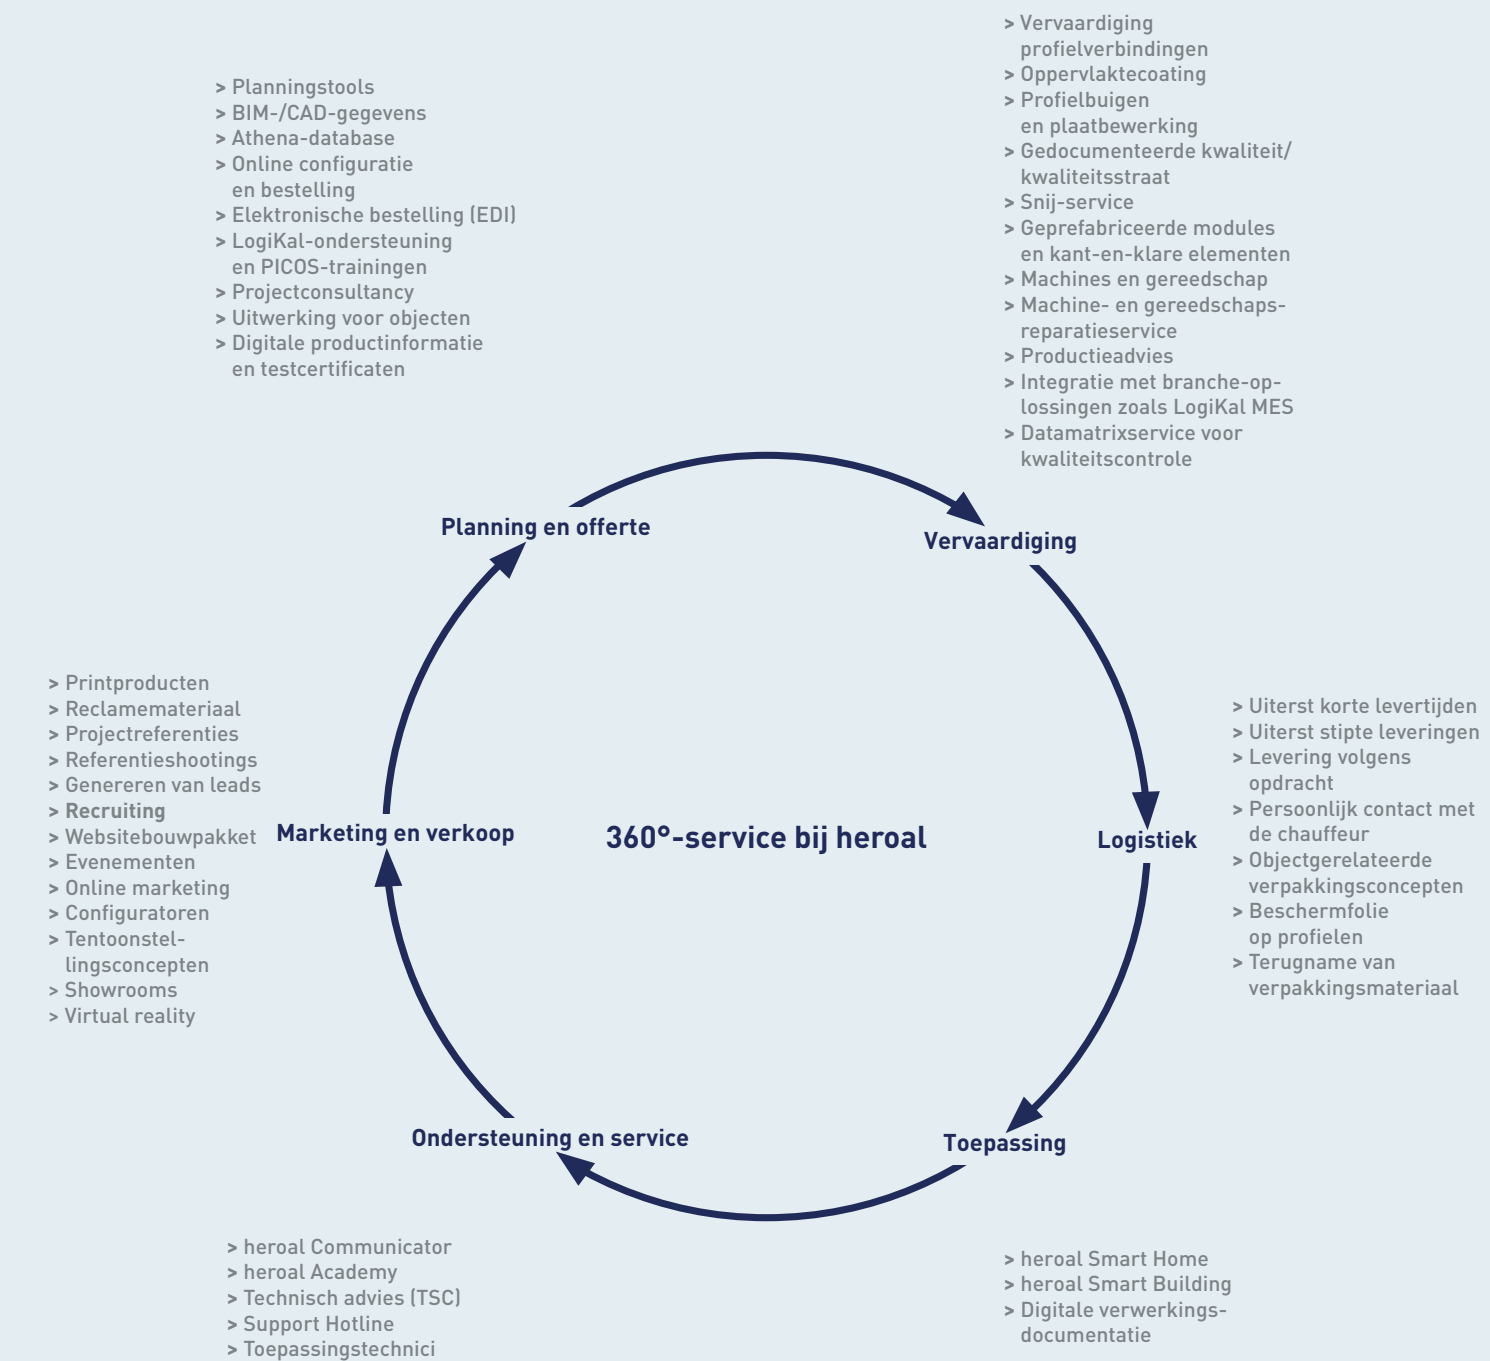 > Planningstools
> BIM-/CAD-gegevens
> Athena-database
> Online configuratie
en bestelling
> Elektronische bestelling (EDI)
> LogiKal-ondersteuning
en PICOS-trainingen
> Projectconsultancy
> Uitwerking voor objecten
> Digitale productinformatie
en testcertificaten
> Vervaardiging
profielverbindingen
> Oppervlaktecoating
> Profielbuigen
en plaatbewerking
> Gedocumenteerde kwaliteit/
kwaliteitsstraat
> Snij-service
> Geprefabriceerde modules
en kant-en-klare elementen
> Machines en gereedschap
> Machine- en gereedschaps-
reparatieservice
> Productieadvies
> Integratie met branche-op-
lossingen zoals LogiKal MES
> Datamatrixservice voor
kwaliteitscontrole
Planning en offerte
Vervaardiging
> Printproducten
> Reclamemateriaal
> Projectreferenties
> Referentieshootings
> Genereren van leads
> Recruiting
> Websitebouwpakket
> Evenementen
> Online marketing
> Configuratoren
> Tentoonstel-
lingsconcepten
> Showrooms
> Virtual reality
Marketing en verkoop
360°-service bij heroal
Logistiek
> Uiterst korte levertijden
> Uiterst stipte leveringen
> Levering volgens
opdracht
> Persoonlijk contact met
de chauffeur
> Objectgerelateerde
verpakkingsconcepten
> Beschermfolie
op profielen
> Terugname van
verpakkingsmateriaal
Ondersteuning en service
Toepassing
> heroal Communicator
> heroal Academy
> Technisch advies (TSC)
> Support Hotline
> Toepassingstechnici
> heroal Smart Home
> heroal Smart Building
> Digitale verwerkings-
documentatie